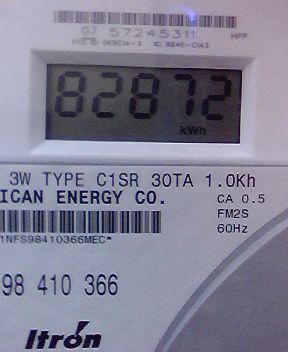 07 57245311
HPP
82872
kWh
3W TYPE C1SR 30TA 1.0Kh
ICAN ENERGY CO.
CA 0.5
FM2S
60Hz
1NFS98410366MEC*
98 410 366
Itron